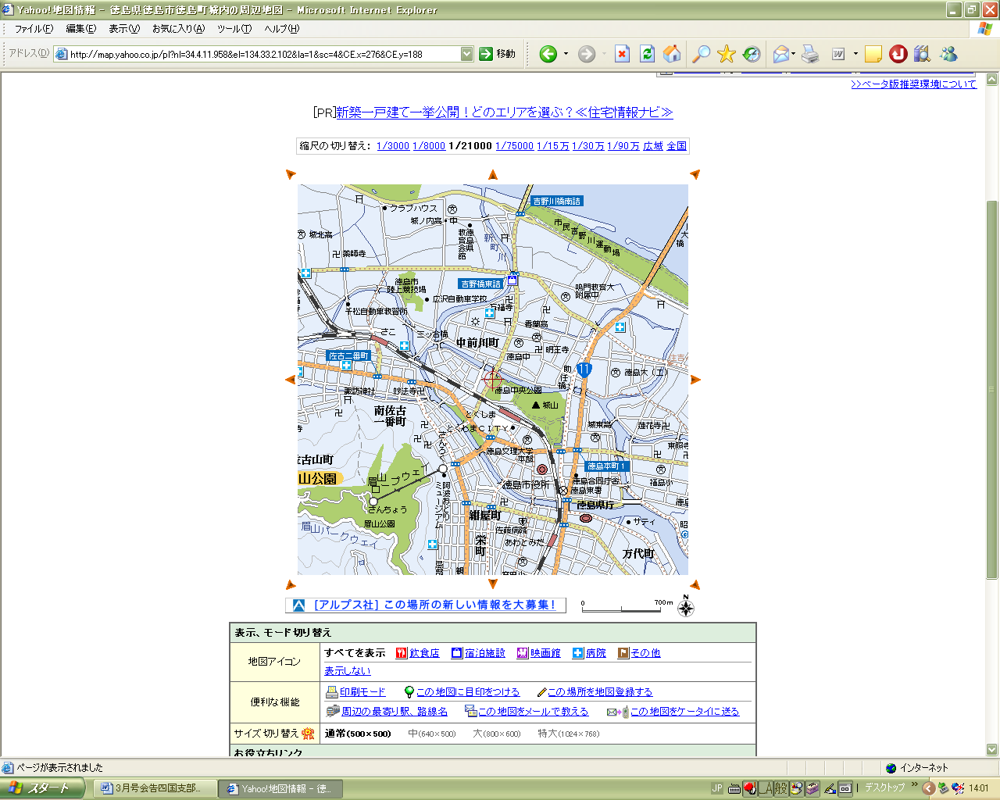 Yahoo!地図情報 - 徳島県徳島市徳島町城内の周辺地図 - Microsoft Internet Explorer
ファイル(F) 編集(E) 表示(V) お気に入り(A) ツール(T) ヘルプ(H)
アドレス(D) http://map.yahoo.co.jp/pl?nl=34.4.11.958&el=134.33.2.102&la=1&sc=4&CE.x=276&CE.y=188 移動
>>ベータ版推奨環境について
[PR]新築一戸建て一挙公開！どのエリアを選ぶ？≪住宅情報ナビ≫
縮尺の切り替え： 1/3000 1/8000 1/21000 1/75000 1/15万 1/30万 1/90万 広域 全国
吉野川橋南詰
クラブハウス
城ノ内高・中
市民吉野川運動場
城北高
徳島県教育会館
新町川
大橋
薬師寺
徳島市陸上競技場
吉野橋東詰
広沢自動車学校
鳴門教育大附属中
千松自動車教習所
万福寺
香蘭高
さこ
三ッ合橋
中前川町
明王寺
徳島中
佐古二番町
助任橋
11
住吉
徳島大（工）
諏訪神社
妙法寺
徳島中央公園
城山
南佐古一番町
とくしま
とくしまＣＩＴＹ
城東高
蓮花寺
東照寺
さんろく
徳島文理大学本部
佐古山町
徳島本町1
山公園
眉山ロープウェイ
阿波おどりミュージアム
徳島市役所
徳島合同庁舎
徳島東署
福島小
さんちょう
眉山公園
紺屋町
徳島県庁
サティ
昭
眉山パークウェイ
佐藤病院
あわとみだ
栄町
万代町
[アルプス社] この場所の新しい情報を大募集！
0 700m N
表示、モード切り替え
地図アイコン すべてを表示 飲食店 宿泊施設 映画館 病院 その他
表示しない
便利な機能 印刷モード この地図に目印をつける この場所を地図登録する
周辺の最寄り駅、路線名 この地図をメールで教える この地図をケータイに送る
サイズ切り替え 通常(500×500) 中(640×500) 大(800×600) 特大(1024×768)
お役立ちリンク
ページが表示されました インターネット
スタート 3月号会告四国支部... Yahoo!地図情報 - 徳... JP A 般 デスクトップ 14:01